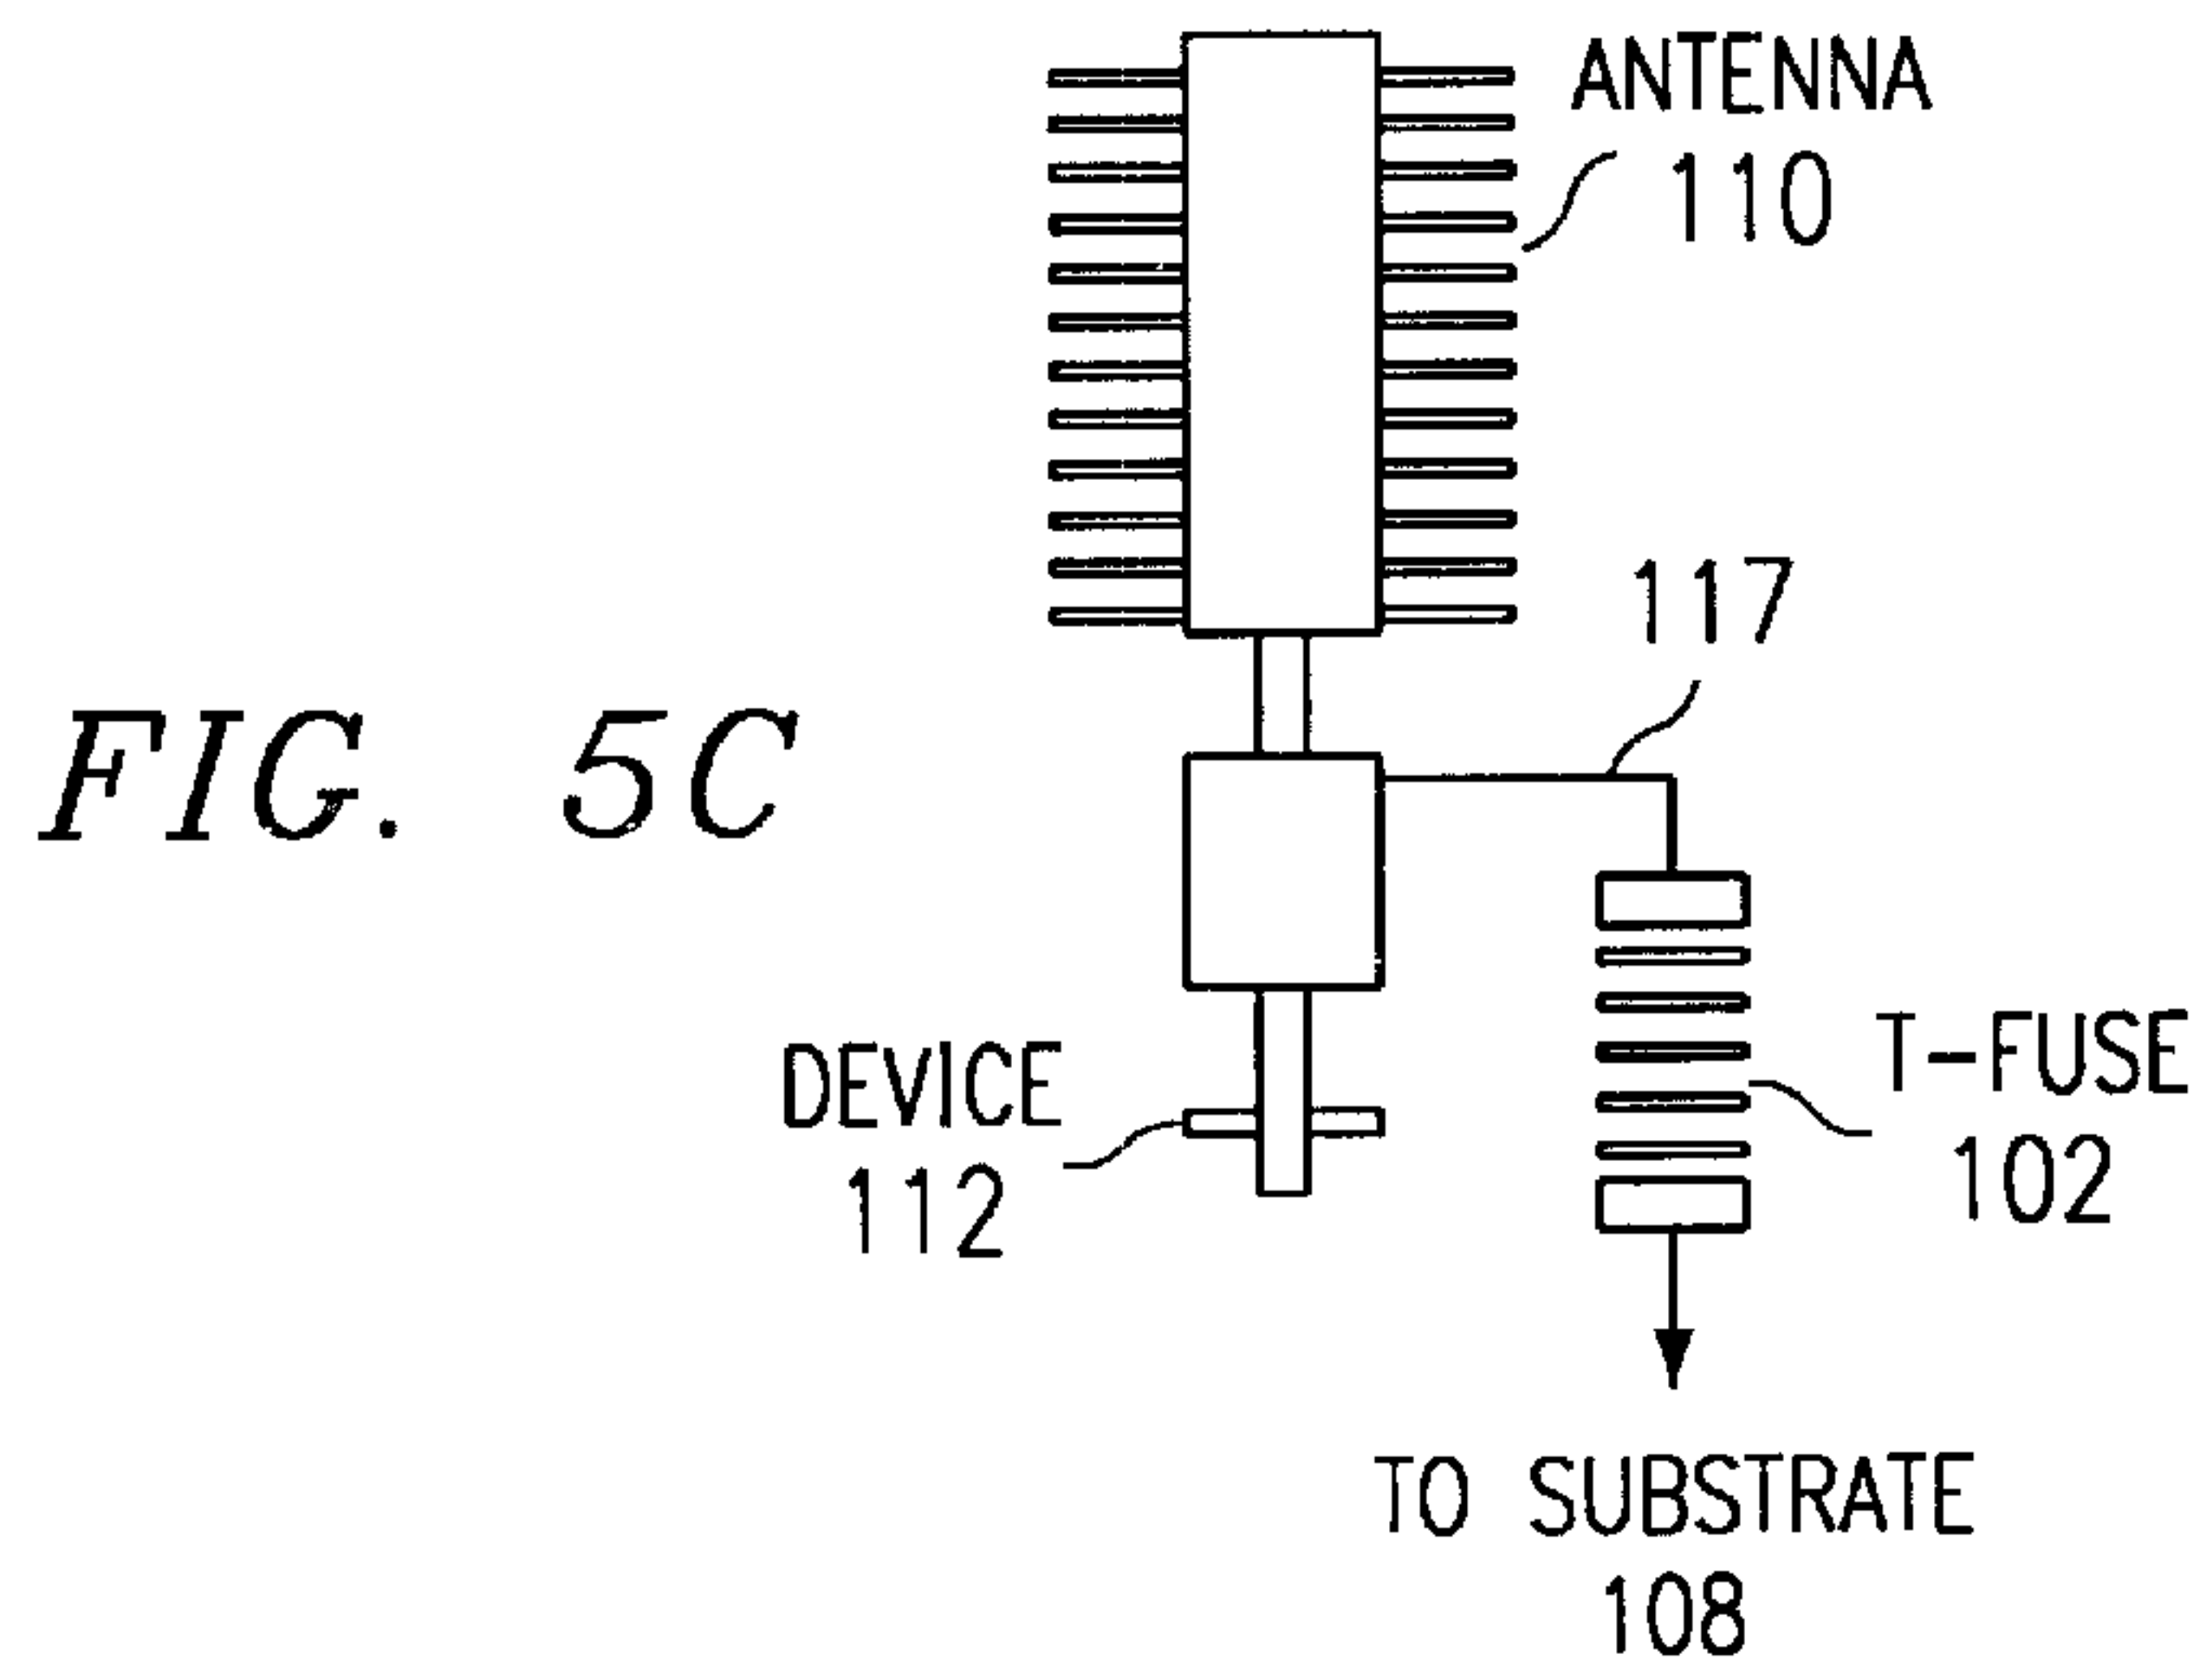 ANTENNA
110
117
FIG. 5C
DEVICE
112
T-FUSE
102
TO SUBSTRATE
108